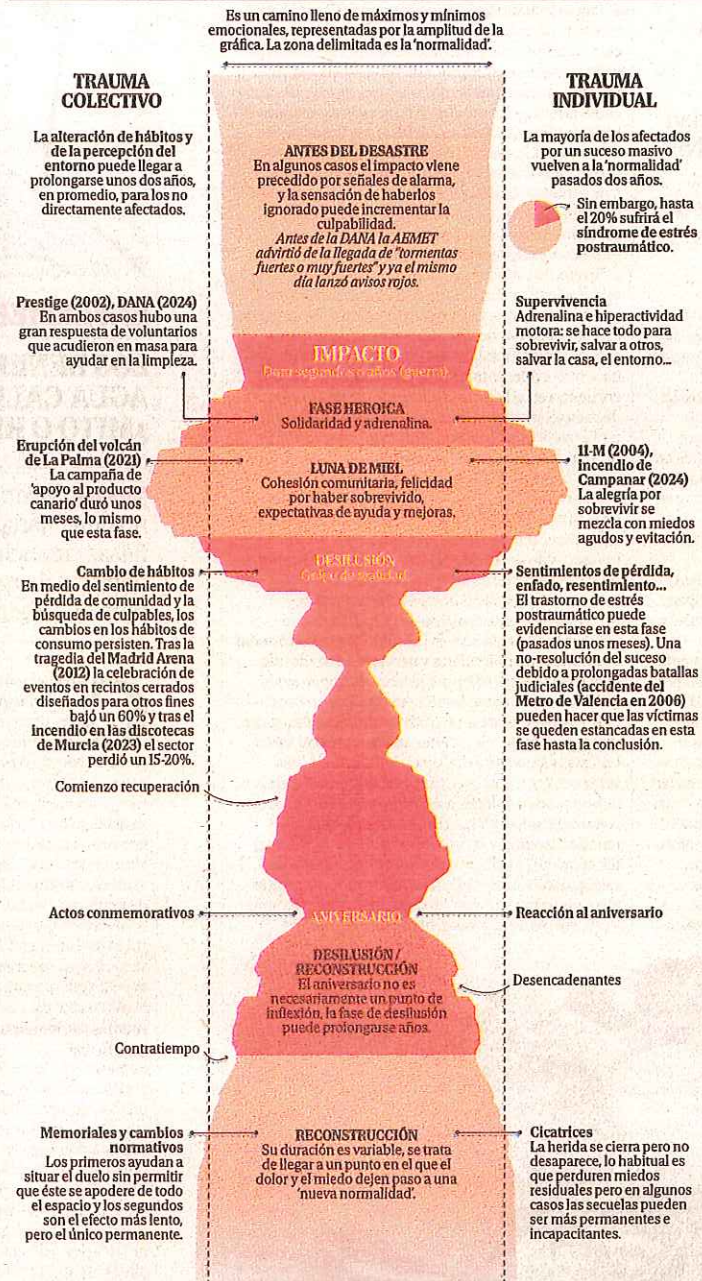 Es un camino lleno de máximos y mínimos
emocionales, representadas por la amplitud de la
gráfica. La zona delimitada es la 'normalidad'.
TRAUMA
COLECTIVO
La alteración de hábitos y
de la percepción del
entorno puede llegar a
prolongarse unos dos años,
en promedio, para los no
directamente afectados.
TRAUMA
INDIVIDUAL
La mayoría de los afectados
por un suceso masivo
vuelven a la 'normalidad'
pasados dos años.
Sin embargo, hasta
el 20% sufrirá el
síndrome de estrés
postraumático.
ANTES DEL DESASTRE
En algunos casos el impacto viene
precedido por señales de alarma,
y la sensación de haberlos
ignorado puede incrementar la
culpabilidad.
Antes de la DANA la AEMET
advirtió de la llegada de "tormentas
fuertes o muy fuertes" y ya el mismo
día lanzó avisos rojos.
Prestige (2002), DANA (2024)
En ambos casos hubo una
gran respuesta de voluntarios
que acudieron en masa para
ayudar en la limpieza.
IMPACTO
Dura segundos o años (guerra).
Supervivencia
Adrenalina e hiperactividad
motora: se hace todo para
sobrevivir, salvar a otros,
salvar la casa, el entorno...
FASE HEROICA
Solidaridad y adrenalina.
Erupción del volcán
de La Palma (2021)
La campaña de
'apoyo al producto
canario' duró unos
meses, lo mismo
que esta fase.
LUNA DE MIEL
Cohesión comunitaria, felicidad
por haber sobrevivido,
expectativas de ayuda y mejoras.
11-M (2004),
Incendio de
Campanar (2024)
La alegría por
sobrevivir se
mezcla con miedos
agudos y evitación.
DESILUSIÓN
Golpe de realidad.
Cambio de hábitos
En medio del sentimiento de
pérdida de comunidad y la
búsqueda de culpables, los
cambios en los hábitos de
consumo persisten. Tras la
tragedia del Madrid Arena
(2012) la celebración de
eventos en recintos cerrados
diseñados para otros fines
bajó un 60% y tras el
incendio en las discotecas
de Murcia (2023) el sector
perdió un 15-20%.
Sentimientos de pérdida,
enfado, resentimiento...
El trastorno de estrés
postraumático puede
evidenciarse en esta fase
(pasados unos meses). Una
no-resolución del suceso
debido a prolongadas batallas
judiciales (accidente del
Metro de Valencia en 2006)
pueden hacer que las víctimas
se queden estancadas en esta
fase hasta la conclusión.
Comienzo recuperación
Actos conmemorativos
ANIVERSARIO
Reacción al aniversario
DESILUSIÓN /
RECONSTRUCCIÓN
El aniversario no es
necesariamente un punto de
inflexión, la fase de desilusión
puede prolongarse años.
Desencadenantes
Contratiempo
Memoriales y cambios
normativos
Los primeros ayudan a
situar el duelo sin permitir
que éste se apodere de todo
el espacio y los segundos
son el efecto más lento,
pero el único permanente.
RECONSTRUCCIÓN
Su duración es variable, se trata
de llegar a un punto en el que el
dolor y el miedo dejen paso a una
'nueva normalidad'.
Cicatrices
La herida se cierra pero no
desaparece, lo habitual es
que perduren miedos
residuales pero en algunos
casos las secuelas pueden
ser más permanentes e
incapacitantes.